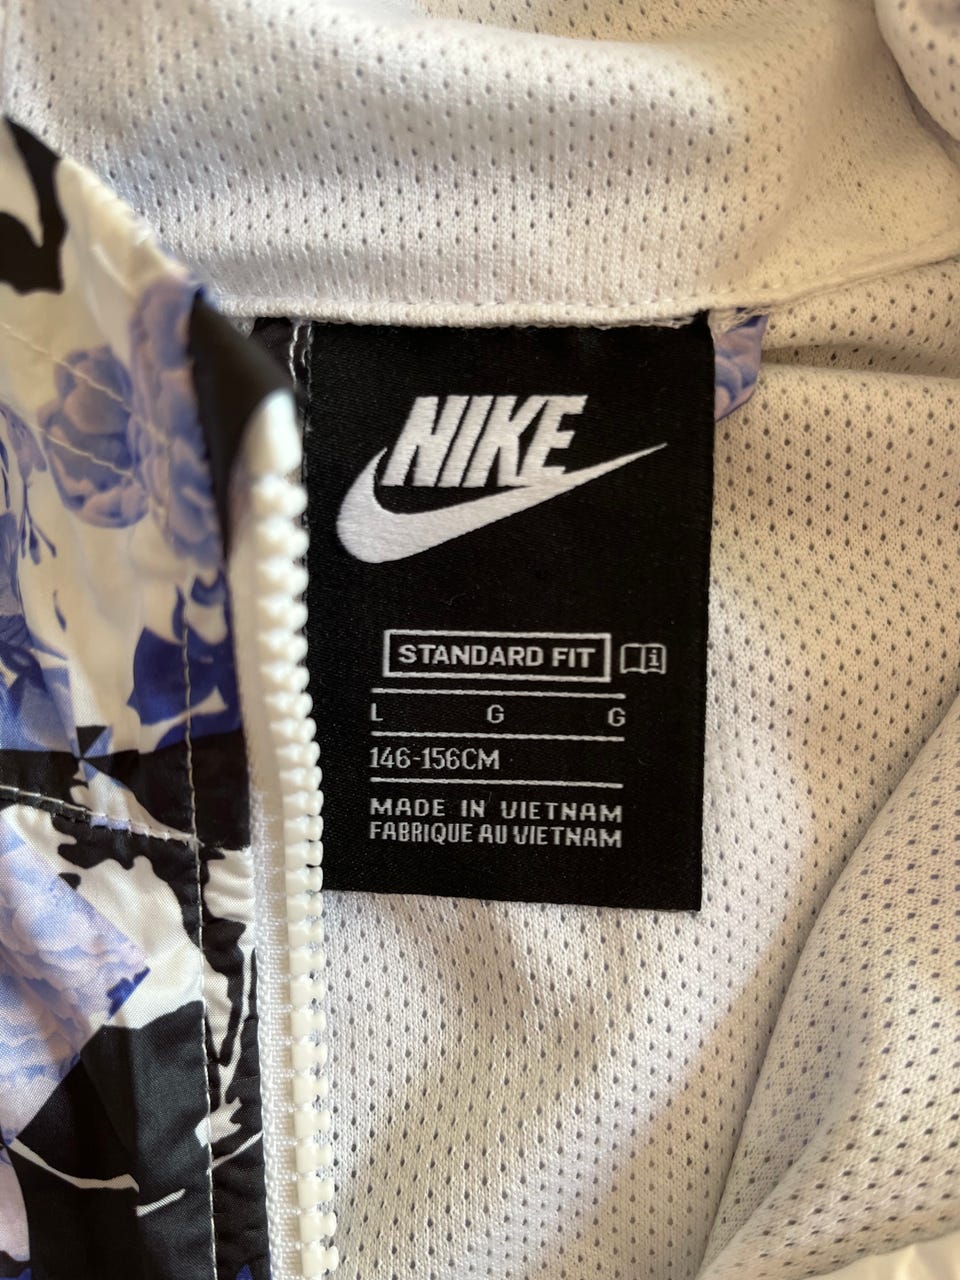 NIKE
STANDARD FIT i
L G G
146-156CM
MADE IN VIETNAM
FABRIQUE AU VIETNAM